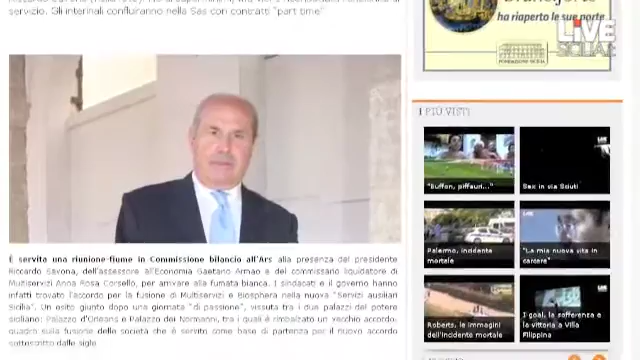 servizio. Gli interinali confluiranno nella Sas con contratti "part time"
È servita una riunione-fiume in Commissione bilancio all'Ars alla presenza del presidente
Riccardo Savona, dell'assessore all'Economia Gaetano Armao e del commissario liquidatore di
Multiservizi Anna Rosa Corsello, per arrivare alla fumata bianca. I sindacati e il governo hanno
infatti trovato l'accordo per la fusione di Multiservizi e Biosphera nella nuova "Servizi ausiliari
Sicilia". Un esito giunto dopo una giornata "di passione", vissuta tra i due palazzi del potere
siciliano: Palazzo d'Orleans e Palazzo dei Normanni, tra i quali è rimbalzato un vecchio accordo
quadro sulla fusione delle società che è servito come base di partenza per il nuovo accordo
sottoscritto dalle sigle
ha riaperto le sue porte
FONDAZIONE SICILIA
LIVE
SICILIA.it
I PIÙ VISTI
"Buffon, pifferi..."
Sex in via Sciuti
Palermo, incidente
mortale
"La mia nuova vita in
carcere"
Roberts, le immagini
dell'incidente mortale
I goal, la sofferenza e
la vittoria a Villa
Filippina